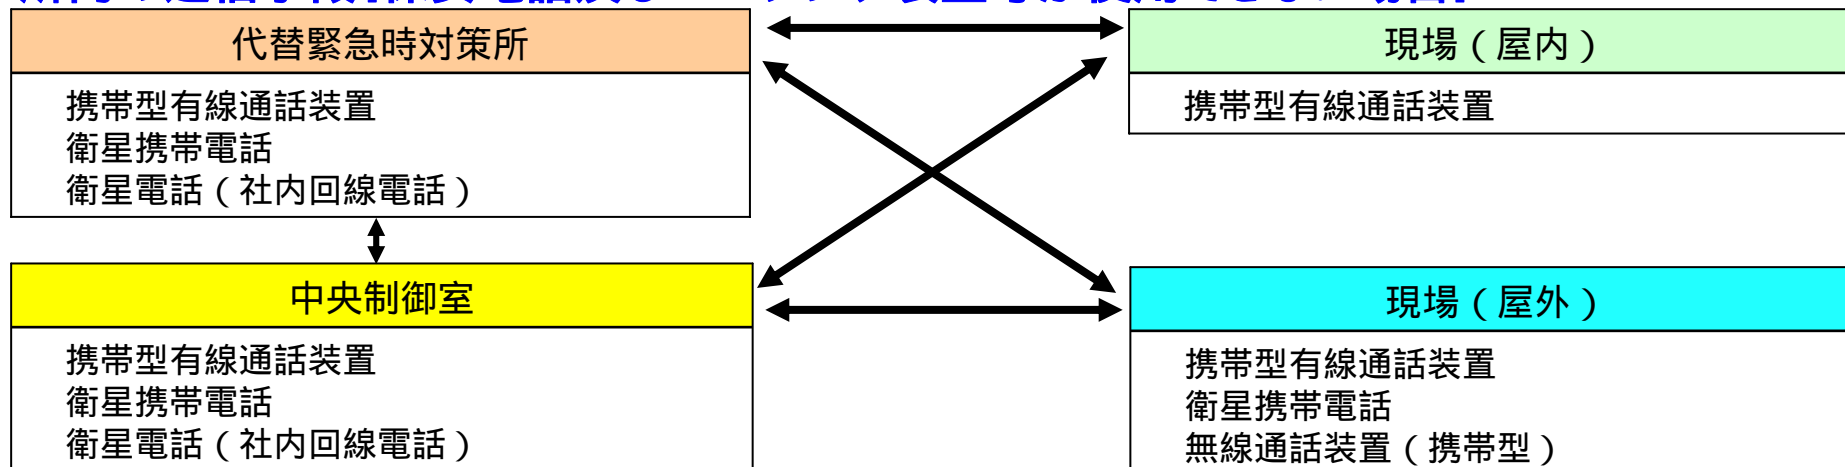 代替緊急時対策所
携帯型有線通話装置
衛星携帯電話
衛星電話（社内回線電話）
現場（屋内）
携帯型有線通話装置
中央制御室
携帯型有線通話装置
衛星携帯電話
衛星電話（社内回線電話）
現場（屋外）
携帯型有線通話装置
衛星携帯電話
無線通話装置（携帯型）